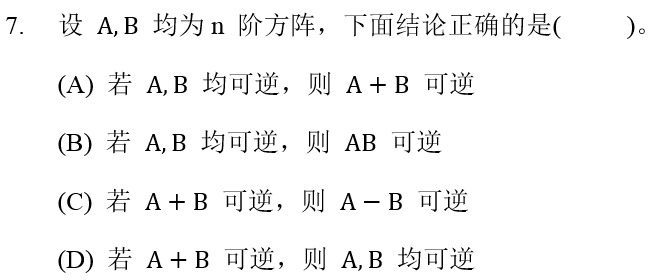 7. 设 A, B 均为 n 阶方阵，下面结论正确的是( )。
(A) 若 A, B 均可逆，则 A + B 可逆
(B) 若 A, B 均可逆，则 AB 可逆
(C) 若 A + B 可逆，则 A − B 可逆
(D) 若 A + B 可逆，则 A, B 均可逆